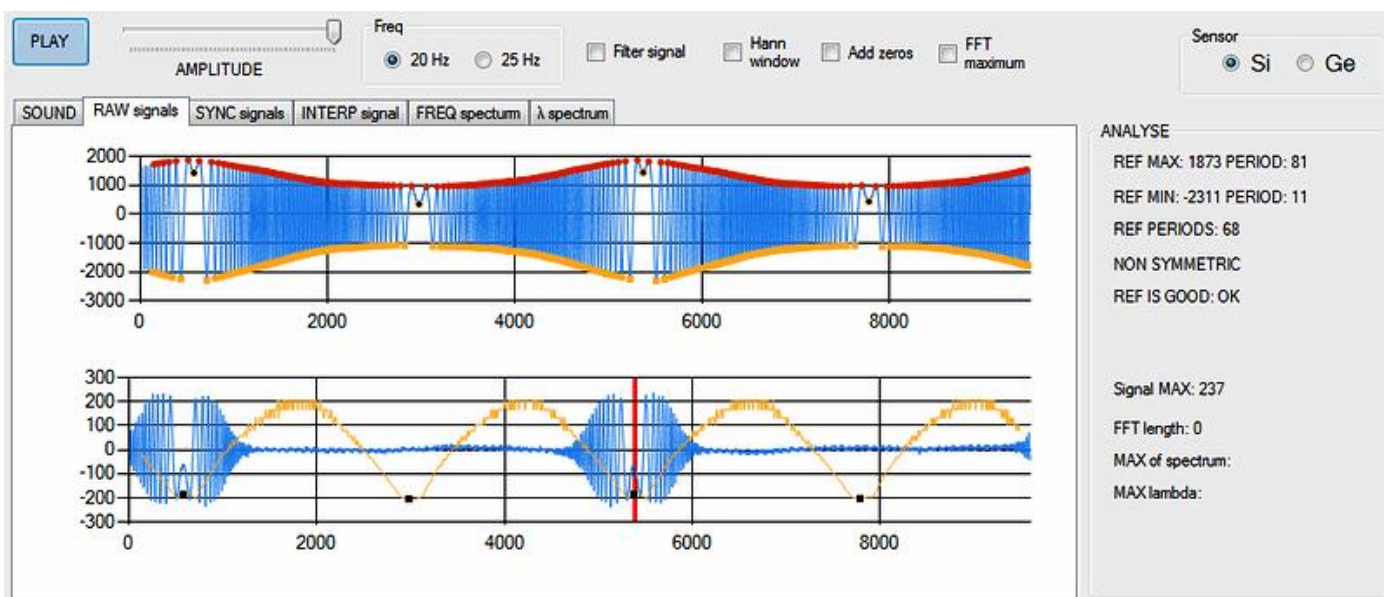 PLAY
AMPLITUDE
Freq
20 Hz 25 Hz
Filter signal
Hann
window
Add zeros
FFT
maximum
Sensor
Si Ge
SOUND RAW signals SYNC signals INTERP signal FREQ specturm λ spectrum
2000
1000
0
-1000
-2000
-3000
0 2000 4000 6000 8000
300
200
100
0
-100
-200
-300
0 2000 4000 6000 8000
ANALYSE
REF MAX: 1873 PERIOD: 81
REF MIN: -2311 PERIOD: 11
REF PERIODS: 68
NON SYMMETRIC
REF IS GOOD: OK
Signal MAX: 237
FFT length: 0
MAX of spectrum:
MAX lambda: